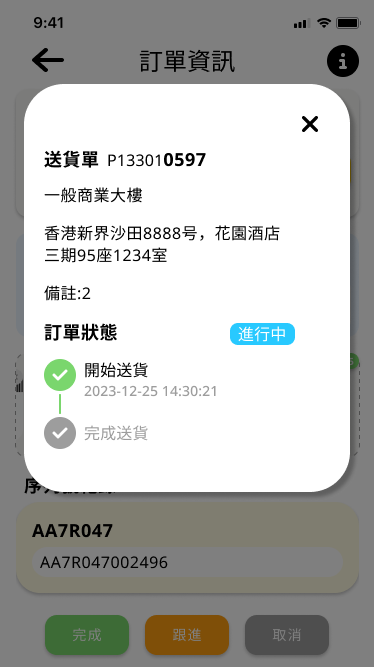 9:41
訂單資訊
送貨單 P133010597
一般商業大樓
香港新界沙田8888号，花園酒店
三期95座1234室
備註:2
訂單狀態 進行中
開始送貨
2023-12-25 14:30:21
完成送貨
AA7R047
AA7R047002496
完成 跟進 取消